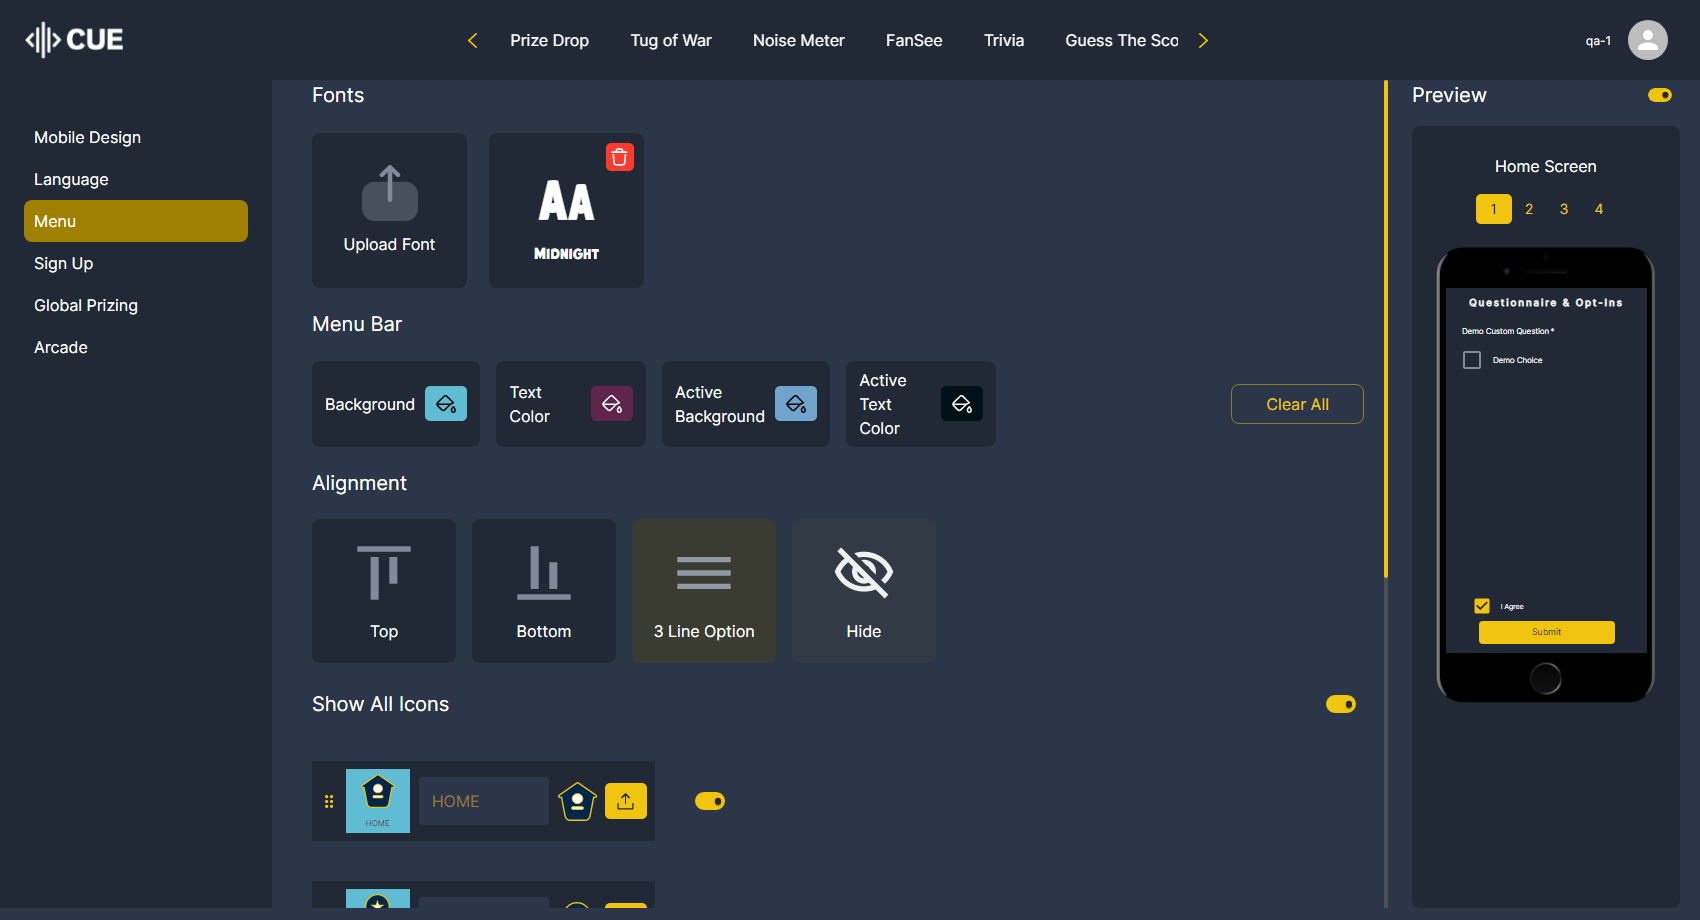 CUE
Prize Drop
Tug of War
Noise Meter
FanSee
Trivia
Guess The Sco
qa-1
Mobile Design
Language
Menu
Sign Up
Global Prizing
Arcade
Fonts
Upload Font
AA
MIDNIGHT
Menu Bar
Background
Text
Color
Active
Background
Active
Text
Color
Clear All
Alignment
Top
Bottom
3 Line Option
Hide
Show All Icons
HOME
HOME
Preview
Home Screen
1 2 3 4
Questionnaire & Opt-Ins
Demo Custom Question*
Demo Choice
I Agree
Submit